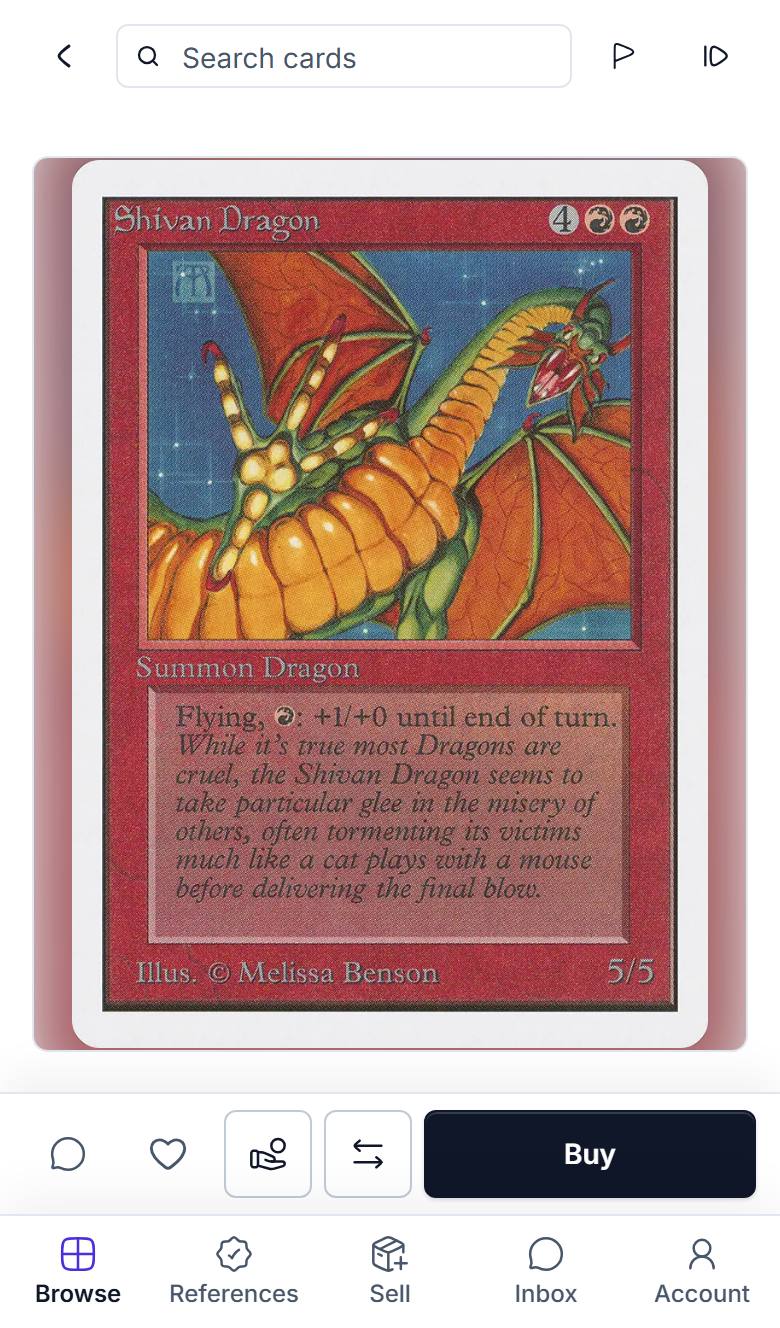 Search cards
Shivan Dragon 4
Summon Dragon
Flying, : +1/+0 until end of turn.
While it's true most Dragons are
cruel, the Shivan Dragon seems to
take particular glee in the misery of
others, often tormenting its victims
much like a cat plays with a mouse
before delivering the final blow.
Illus. © Melissa Benson 5/5
Buy
Browse References Sell Inbox Account